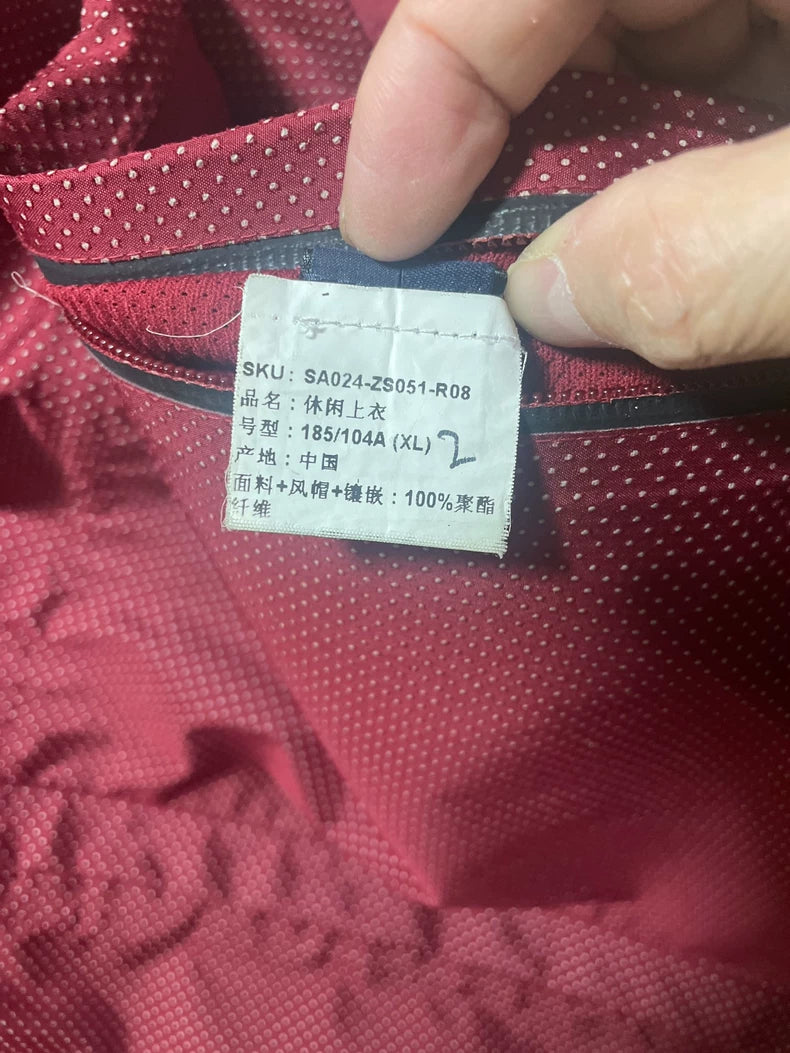 SKU: SA024-ZS051-R08
品名：休闲上衣
号型：185/104A (XL) 2
产地：中国
面料+风帽+镶嵌：100%聚酯
纤维